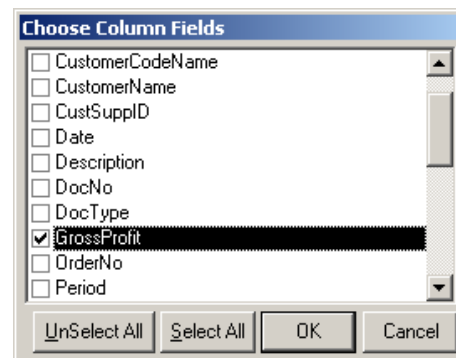 Choose Column Fields
CustomerCodeName
CustomerName
CustSuppID
Date
Description
DocNo
DocType
GrossProfit
OrderNo
Period
UnSelect All Select All OK Cancel